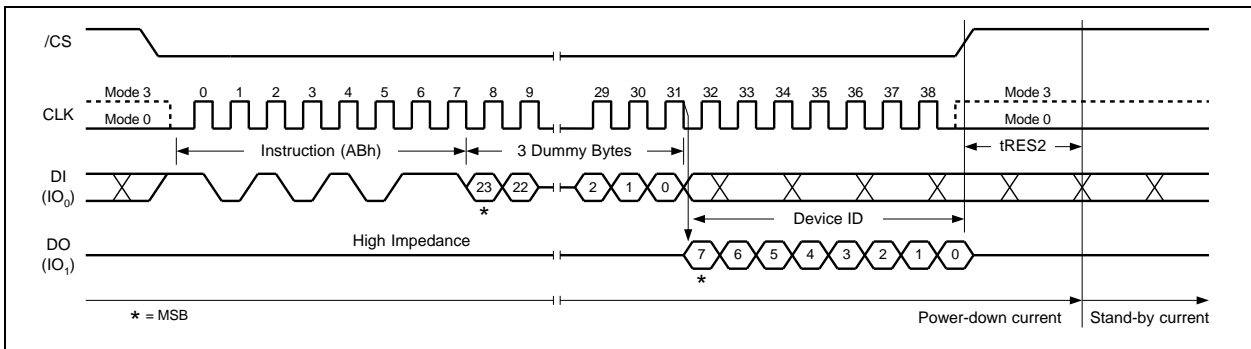 /CS
Mode 3 0 1 2 3 4 5 6 7 8 9 29 30 31 32 33 34 35 36 37 38 Mode 3
CLK
Mode 0 Mode 0
Instruction (ABh) 3 Dummy Bytes tRES2
DI
(IO0)
23 22 2 1 0
*
Device ID
High Impedance
DO
(IO1)
7 6 5 4 3 2 1 0
*
* = MSB
Power-down current Stand-by current